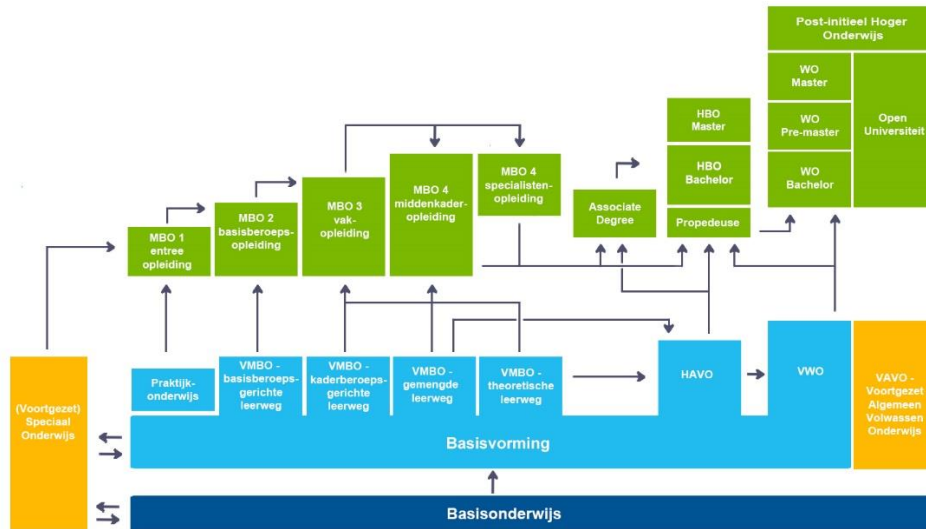 Post-initieel Hoger
Onderwijs
WO
Master
WO
Pre-master
WO
Bachelor
Open
Universiteit
HBO
Master
HBO
Bachelor
Propedeuse
Associate
Degree
MBO 4
specialisten-
opleiding
MBO 4
middenkader-
opleiding
MBO 3
vak-
opleiding
MBO 2
basisberoeps-
opleiding
MBO 1
entree
opleiding
(Voortgezet)
Speciaal
Onderwijs
Praktijk-
onderwijs
VMBO -
basisberoeps-
gerichte
leerweg
VMBO -
kaderberoeps-
gerichte
leerweg
VMBO -
gemengde
leerweg
VMBO -
theoretische
leerweg
HAVO
VWO
VAVO -
Voortgezet
Algemeen
Volwassen
Onderwijs
Basisvorming
Basisonderwijs